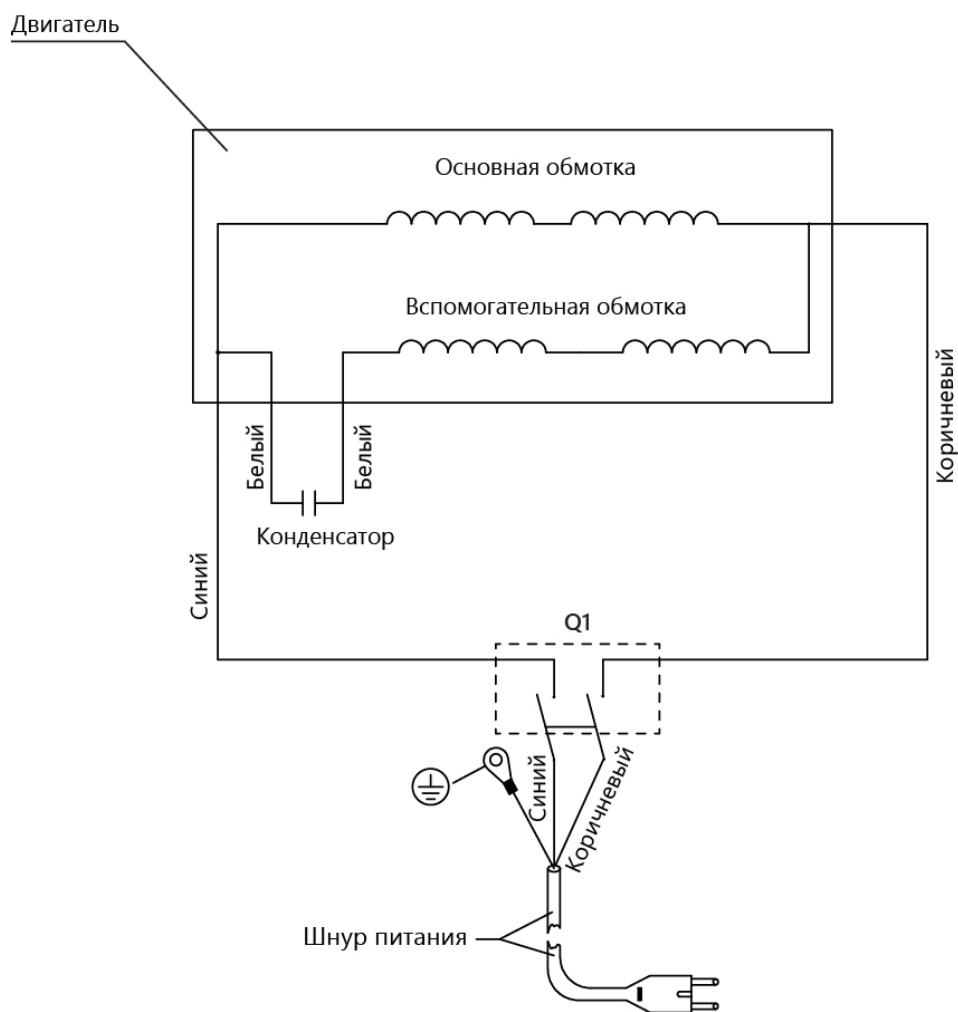 Двигатель
Основная обмотка
Вспомогательная обмотка
Белый
Белый
Конденсатор
Коричневый
Синий
Q1
Синий
Коричневый
Шнур питания